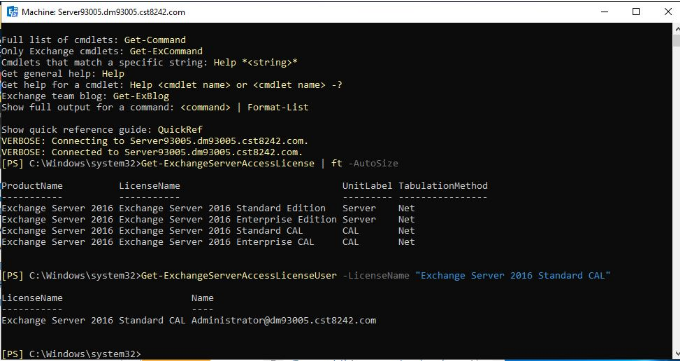 Machine: Server93005.dm93005.cst8242.com
Full list of cmdlets: Get-Command
Only Exchange cmdlets: Get-ExCommand
Cmdlets that match a specific string: Help *<string>*
Get general help: Help
Get help for a cmdlet: Help <cmdlet name> or <cmdlet name> -?
Exchange team blog: Get-ExBlog
Show full output for a command: <command> | Format-List
Show quick reference guide: QuickRef
VERBOSE: Connecting to Server93005.dm93005.cst8242.com.
VERBOSE: Connected to Server93005.dm93005.cst8242.com.
[PS] C:\Windows\system32>Get-ExchangeServerAccessLicense | ft -AutoSize
ProductName LicenseName UnitLabel TabulationMethod
----------- ----------- --------- ----------------
Exchange Server 2016 Exchange Server 2016 Standard Edition Server Net
Exchange Server 2016 Exchange Server 2016 Enterprise Edition Server Net
Exchange Server 2016 Exchange Server 2016 Standard CAL CAL Net
Exchange Server 2016 Exchange Server 2016 Enterprise CAL CAL Net
[PS] C:\Windows\system32>Get-ExchangeServerAccessLicenseUser -LicenseName "Exchange Server 2016 Standard CAL"
LicenseName Name
----------- ----
Exchange Server 2016 Standard CAL Administrator@dm93005.cst8242.com
[PS] C:\Windows\system32>